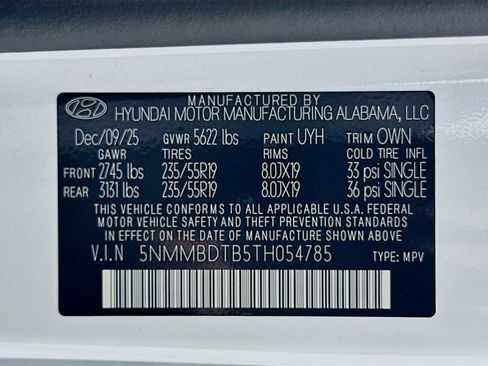 MANUFACTURED BY
HYUNDAI MOTOR MANUFACTURING ALABAMA, LLC
Dec/09/25 GVWR 5622 lbs PAINT UYH TRIM OWN
GAWR TIRES RIMS COLD TIRE INFL
FRONT 2745 lbs 235/55R19 8.0JX19 33 psi SINGLE
REAR 3131 lbs 235/55R19 8.0JX19 36 psi SINGLE
THIS VEHICLE CONFORMS TO ALL APPLICABLE U.S.A. FEDERAL
MOTOR VEHICLE SAFETY AND BUMPER AND
THEFT PREVENTION STANDARDS IN EFFECT ON
THE DATE OF MANUFACTURE SHOWN ABOVE.
V.I.N 5NMMBDTB5TH054785 TYPE: MPV